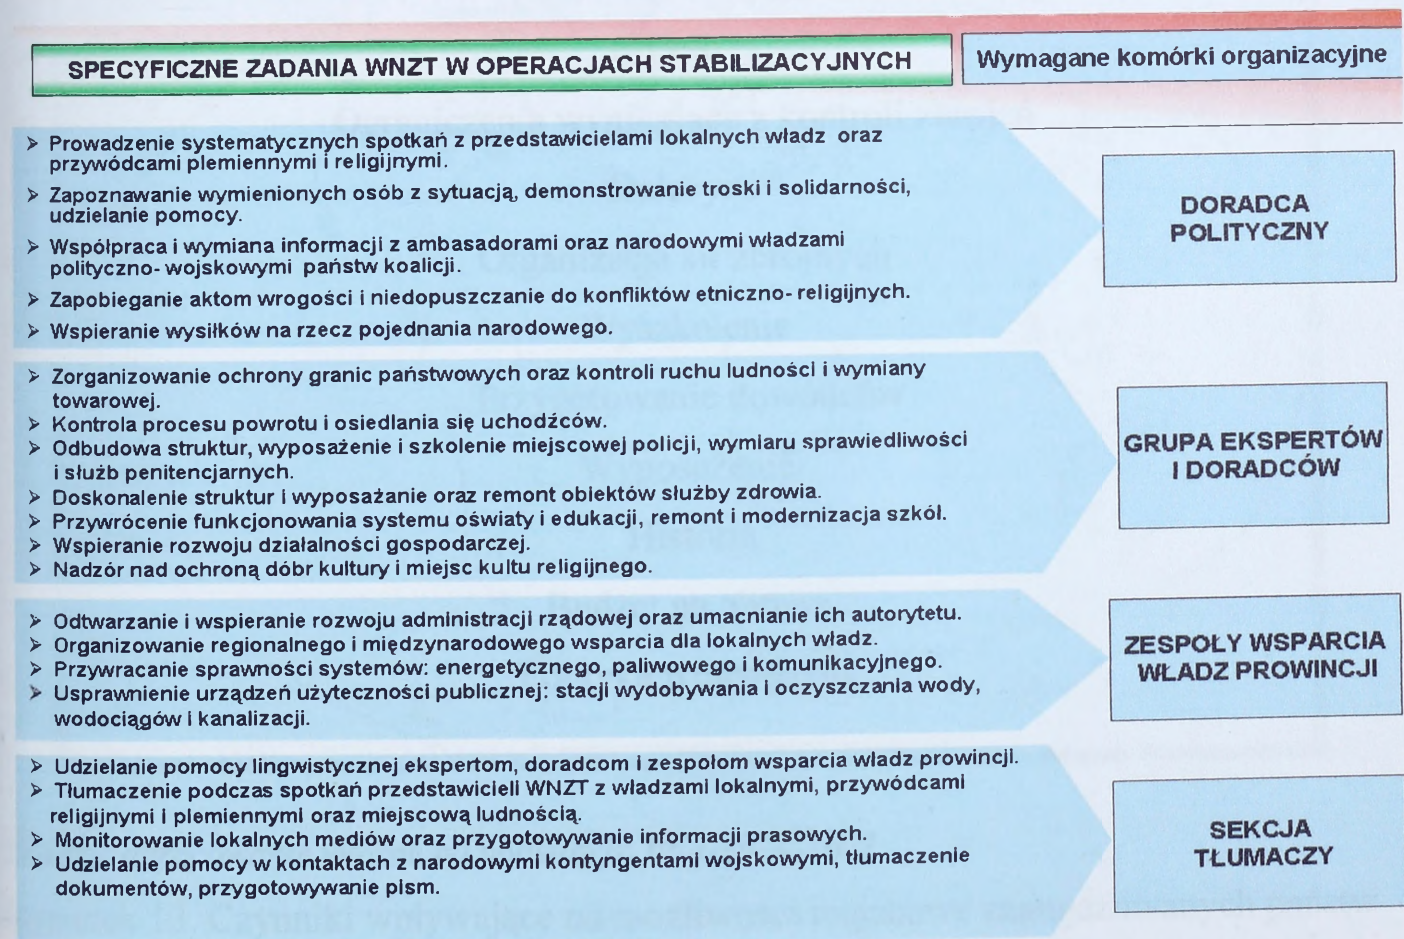 SPECYFICZNE ZADANIA WNZT W OPERACJACH STABILIZACYJNYCH
Wymagane komórki organizacyjne
➢ Prowadzenie systematycznych spotkań z przedstawicielami lokalnych władz oraz
przywódcami plemiennymi i religijnymi.
➢ Zapoznawanie wymienionych osób z sytuacją, demonstrowanie troski i solidarności,
udzielanie pomocy.
➢ Współpraca i wymiana informacji z ambasadorami oraz narodowymi władzami
polityczno- wojskowymi państw koalicji.
➢ Zapobieganie aktom wrogości i niedopuszczanie do konfliktów etniczno- religijnych.
➢ Wspieranie wysiłków na rzecz pojednania narodowego.
DORADCA
POLITYCZNY
➢ Zorganizowanie ochrony granic państwowych oraz kontroli ruchu ludności i wymiany
towarowej.
➢ Kontrola procesu powrotu i osiedlania się uchodźców.
➢ Odbudowa struktur, wyposażenie i szkolenie miejscowej policji, wymiaru sprawiedliwości
i służb penitencjarnych.
➢ Doskonalenie struktur i wyposażanie oraz remont obiektów służby zdrowia.
➢ Przywrócenie funkcjonowania systemu oświaty i edukacji, remont i modernizacja szkół.
➢ Wspieranie rozwoju działalności gospodarczej.
➢ Nadzór nad ochroną dóbr kultury i miejsc kultu religijnego.
GRUPA EKSPERTÓW
I DORADCÓW
➢ Odtwarzanie i wspieranie rozwoju administracji rządowej oraz umacnianie ich autorytetu.
➢ Organizowanie regionalnego i międzynarodowego wsparcia dla lokalnych władz.
➢ Przywracanie sprawności systemów: energetycznego, paliwowego i komunikacyjnego.
➢ Usprawnienie urządzeń użyteczności publicznej: stacji wydobywania i oczyszczania wody,
wodociągów i kanalizacji.
ZESPOŁY WSPARCIA
WŁADZ PROWINCJI
➢ Udzielanie pomocy lingwistycznej ekspertom, doradcom i zespołom wsparcia władz prowincji.
➢ Tłumaczenie podczas spotkań przedstawicieli WNZT z władzami lokalnymi, przywódcami
religijnymi i plemiennymi oraz miejscową ludnością.
➢ Monitorowanie lokalnych mediów oraz przygotowywanie informacji prasowych.
➢ Udzielanie pomocy w kontaktach z narodowymi kontyngentami wojskowymi, tłumaczenie
dokumentów, przygotowywanie pism.
SEKCJA
TŁUMACZY